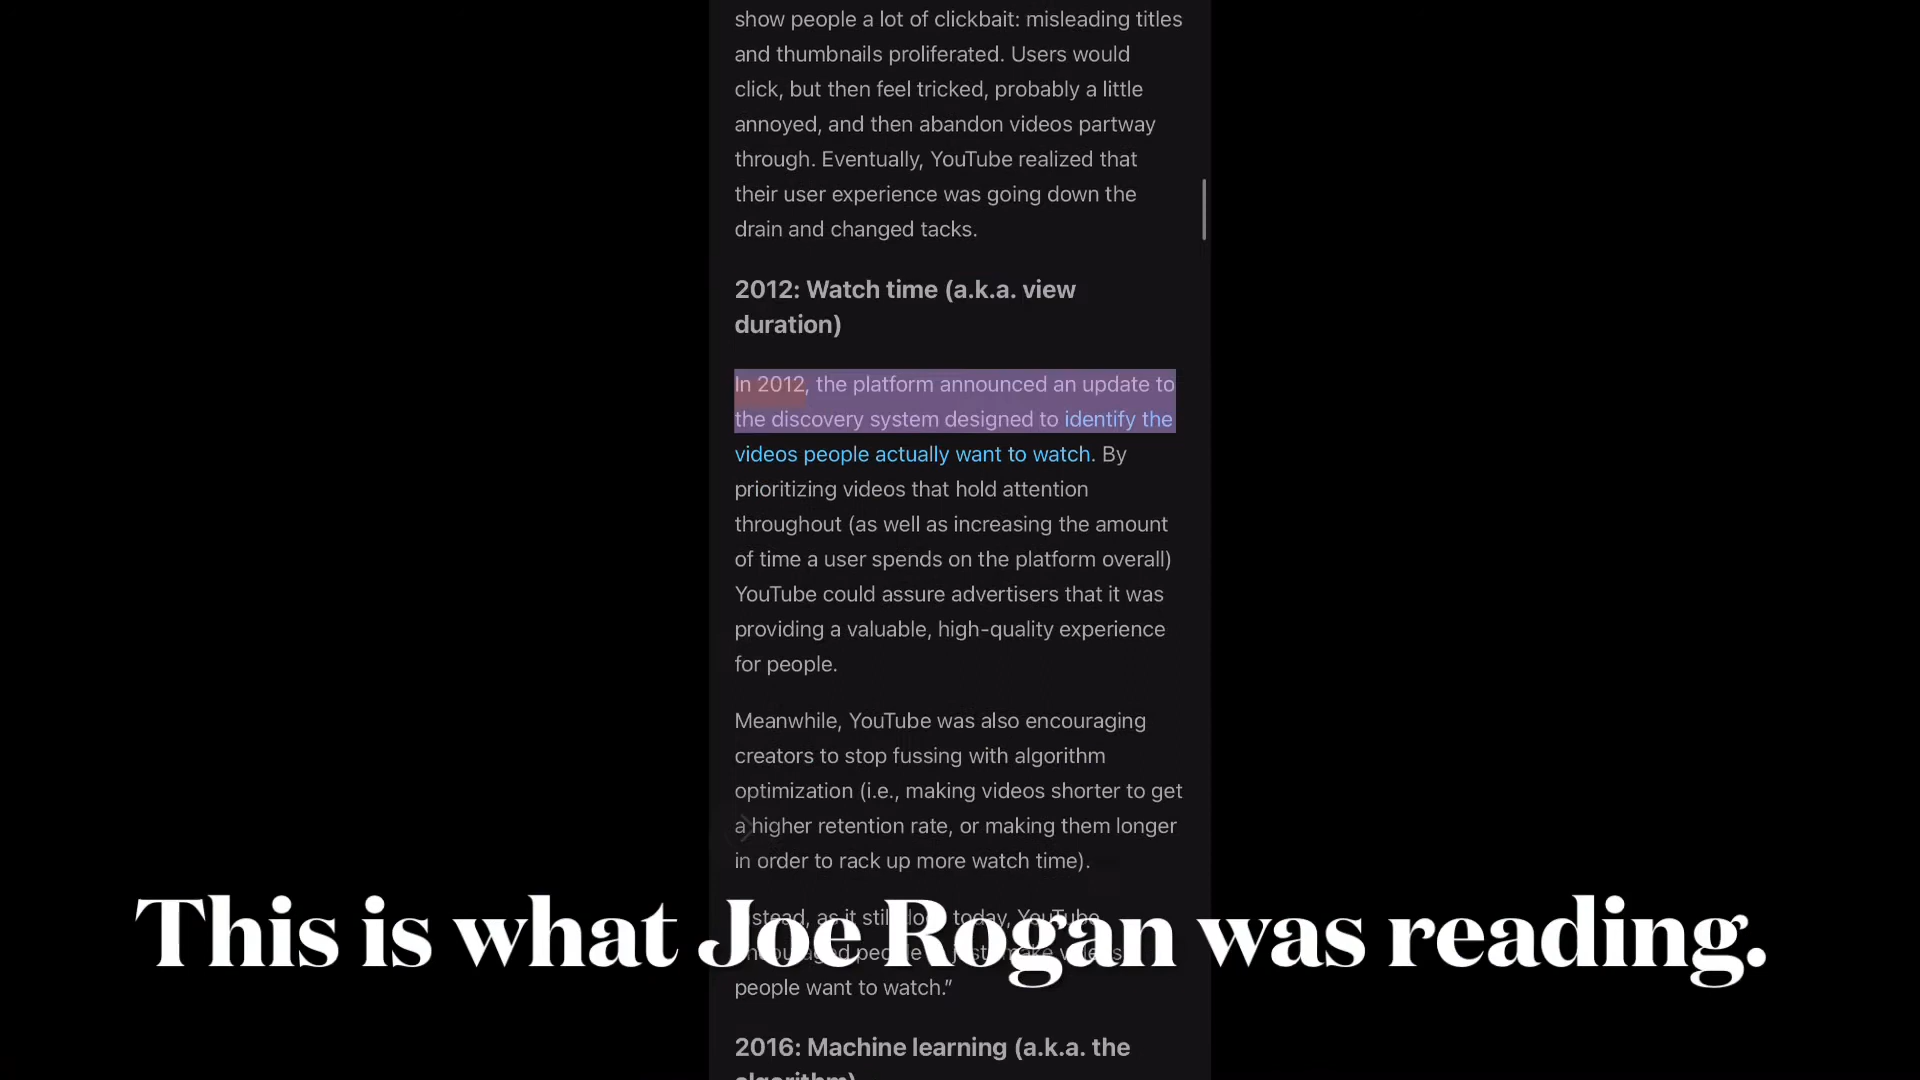 show people a lot of clickbait: misleading titles
and thumbnails proliferated. Users would
click, but then feel tricked, probably a little
annoyed, and then abandon videos partway
through. Eventually, YouTube realized that
their user experience was going down the
drain and changed tacks.
2012: Watch time (a.k.a. view
duration)
In 2012, the platform announced an update to
the discovery system designed to identify the
videos people actually want to watch. By
prioritizing videos that hold attention
throughout (as well as increasing the amount
of time a user spends on the platform overall)
YouTube could assure advertisers that it was
providing a valuable, high-quality experience
for people.
Meanwhile, YouTube was also encouraging
creators to stop fussing with algorithm
optimization (i.e., making videos shorter to get
a higher retention rate, or making them longer
in order to rack up more watch time).
as it today, YouTube
people
people want to watch.”
This is what Joe Rogan was reading.
2016: Machine learning (a.k.a. the
algorithm)